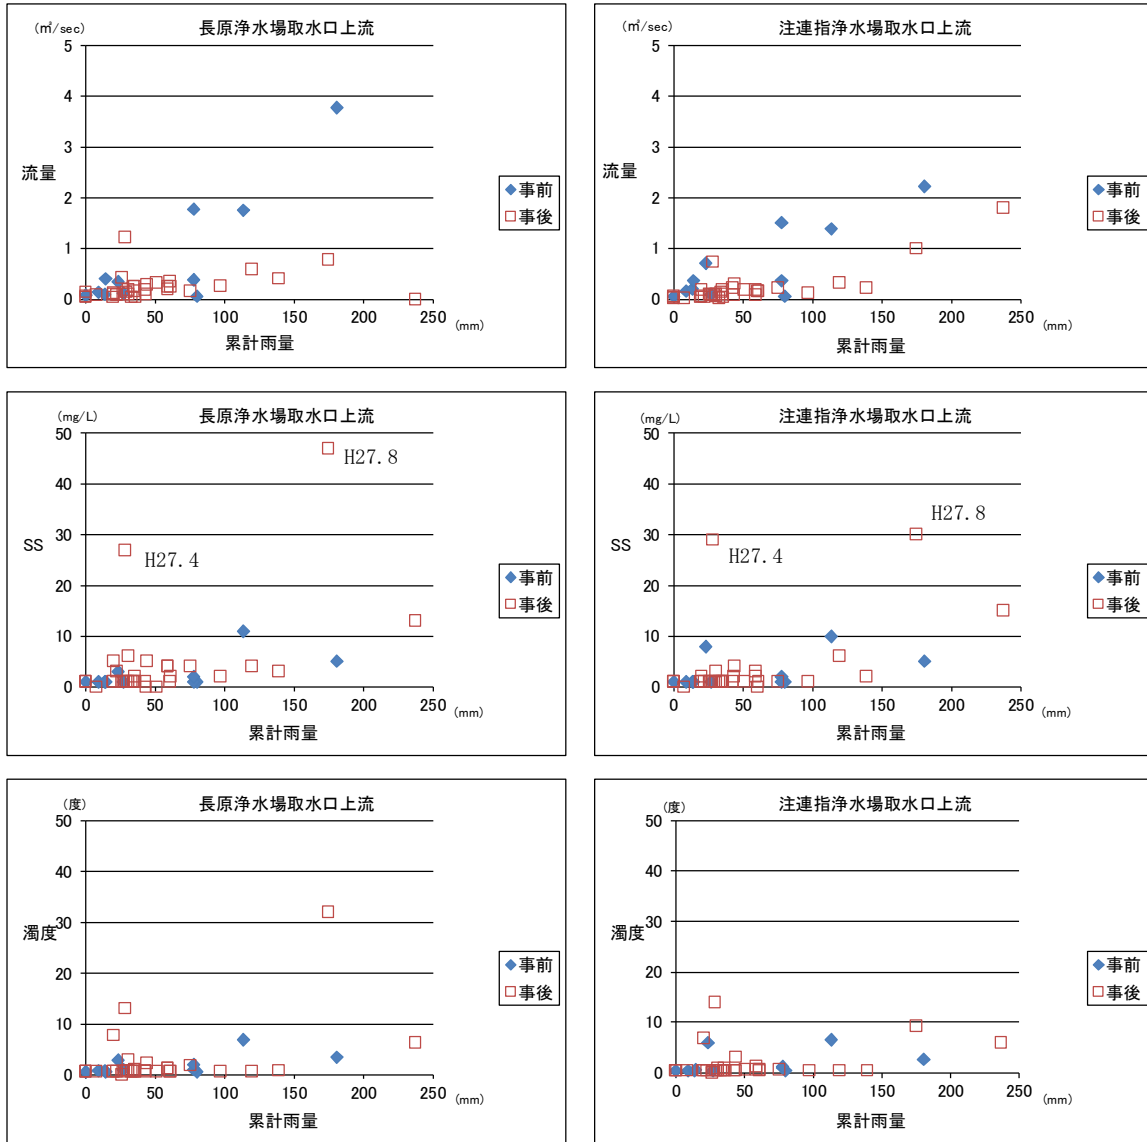 (㎥/sec)
長原浄水場取水口上流
5
4
3
2
1
0
流量
0 50 100 150 200 250
(mm)
累計雨量
◆事前
□事後
(㎥/sec)
注連指浄水場取水口上流
5
4
3
2
1
0
流量
0 50 100 150 200 250
(mm)
累計雨量
◆事前
□事後
(mg/L)
長原浄水場取水口上流
50
40
30
20
10
0
SS
H27.8
H27.4
0 50 100 150 200 250
(mm)
累計雨量
◆事前
□事後
(mg/L)
注連指浄水場取水口上流
50
40
30
20
10
0
SS
H27.8
H27.4
0 50 100 150 200 250
(mm)
累計雨量
◆事前
□事後
(度)
長原浄水場取水口上流
50
40
30
20
10
0
濁度
0 50 100 150 200 250
(mm)
累計雨量
◆事前
□事後
(度)
注連指浄水場取水口上流
50
40
30
20
10
0
濁度
0 50 100 150 200 250
(mm)
累計雨量
◆事前
□事後